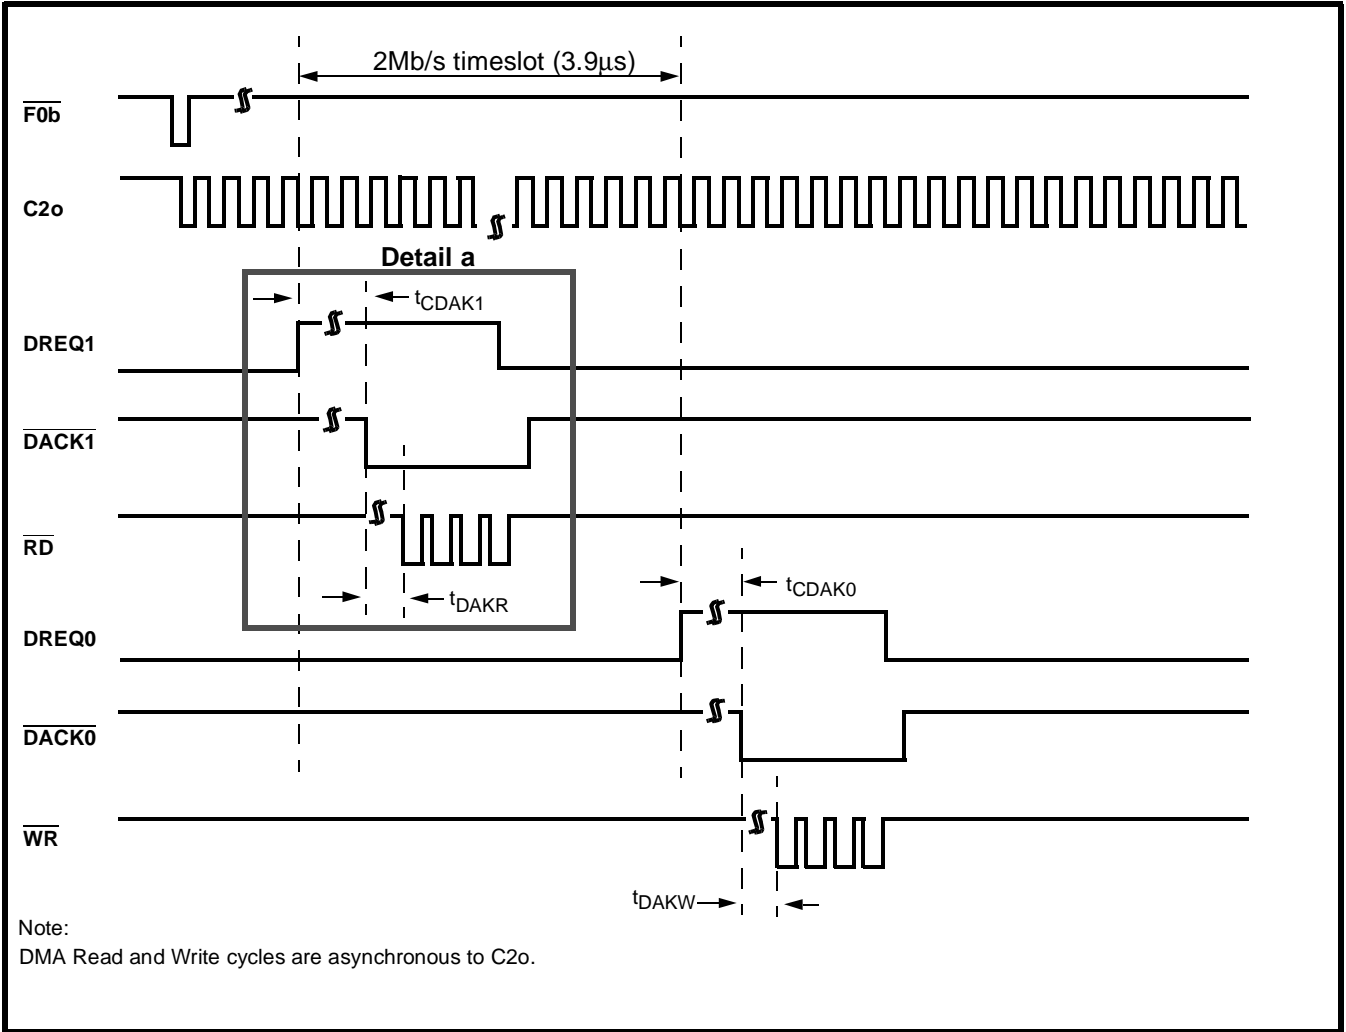 2Mb/s timeslot (3.9μs)
F0b
C2o
Detail a
tCDAK1
DREQ1
DACK1
RD
tDAKR
tCDAK0
DREQ0
DACK0
WR
tDAKW
Note:
DMA Read and Write cycles are asynchronous to C2o.